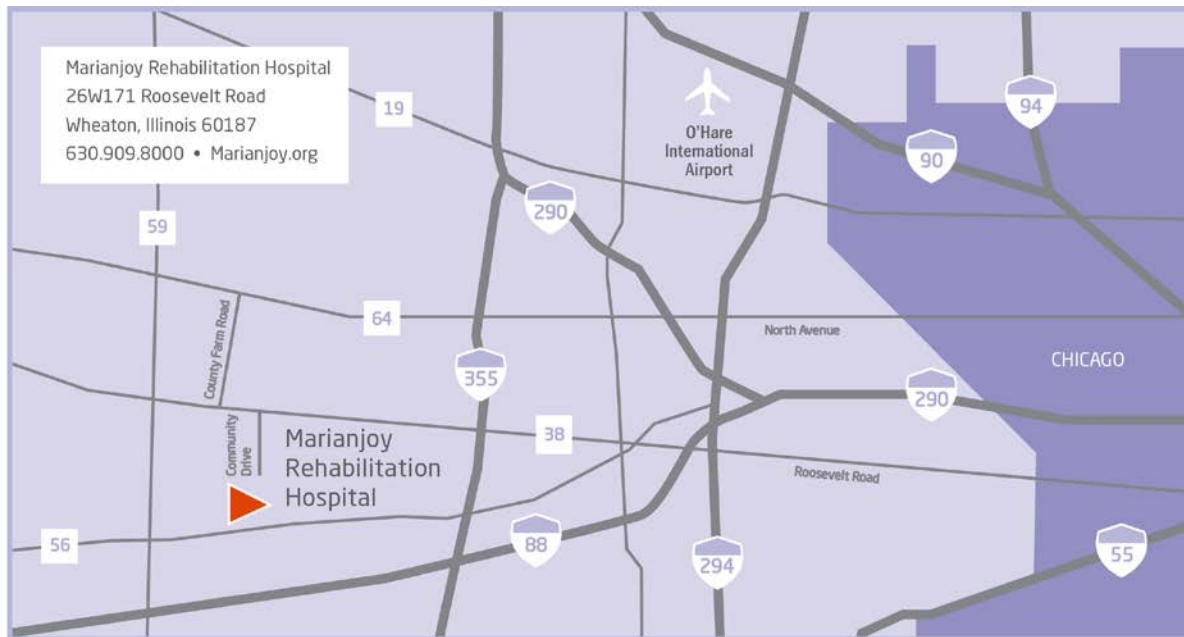 Marianjoy Rehabilitation Hospital
26W171 Roosevelt Road
Wheaton, Illinois 60187
630.909.8000 • Marianjoy.org
19
94
O'Hare
International
Airport
90
290
59
County Farm Road
64
North Avenue
CHICAGO
355
290
38
Community
Drive
Marianjoy
Rehabilitation
Hospital
Roosevelt Road
56
88
294
55